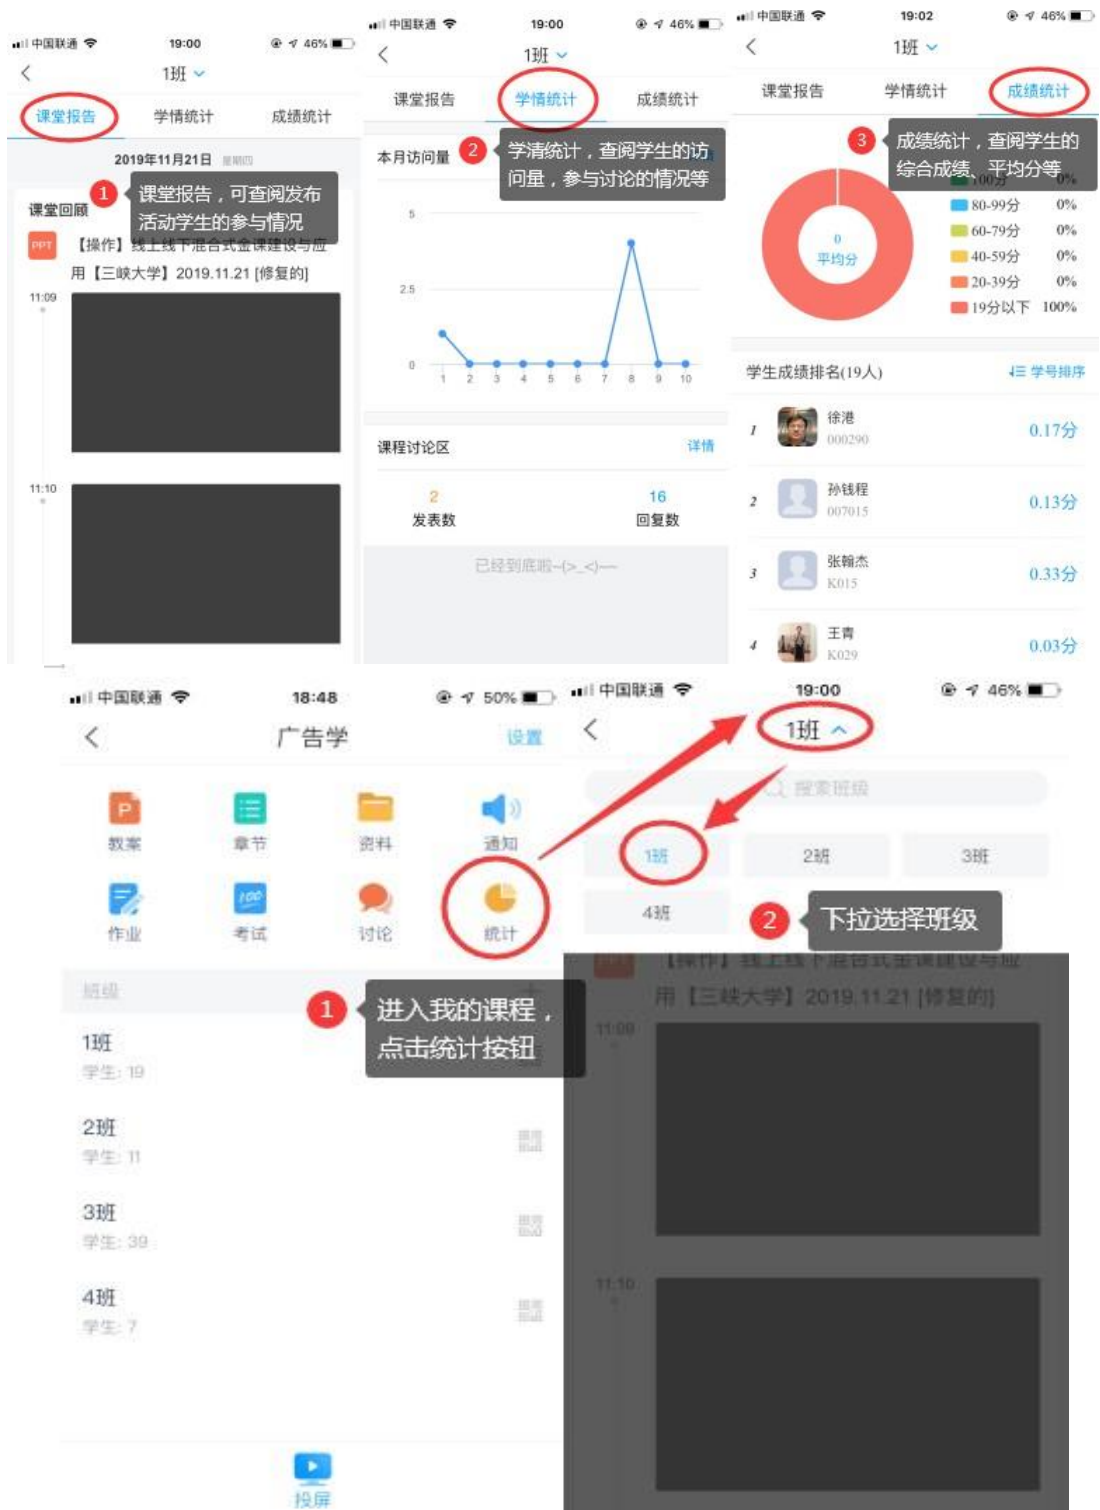 中国联通 19:00 46%
1班
课堂报告 学情统计 成绩统计
2019年11月21日 星期四
1 课堂报告，可查阅发布
活动学生的参与情况
课堂回顾
PPT 【操作】线上线下混合式金课建设与应
用【三峡大学】2019.11.21 [修复的]
11:09
11:10
中国联通 19:00 46%
1班
课堂报告 学情统计 成绩统计
本月访问量
2 学清统计，查阅学生的访
问量，参与讨论的情况等
5
2.5
0
1 2 3 4 5 6 7 8 9 10
课程讨论区 详情
2 16
发表数 回复数
已经到底啦~(>_<)~~
中国联通 19:02 46%
1班
课堂报告 学情统计 成绩统计
3 成绩统计，查阅学生的
综合成绩、平均分等
0
平均分
100分 0%
80-99分 0%
60-79分 0%
40-59分 0%
20-39分 0%
19分以下 100%
学生成绩排名(19人) 学号排序
1 徐港 0.17分
000290
2 孙钱程 0.13分
007015
3 张翰杰 0.33分
K015
4 王青 0.03分
K029
中国联通 18:48 50%
广告学 设置
教案 章节 资料 通知
作业 考试 讨论 统计
班级
1 进入我的课程，
点击统计按钮
1班
学生: 19
2班
学生: 11
3班
学生: 39
4班
学生: 7
投屏
中国联通 19:00 46%
1班
搜索班级
1班 2班 3班
4班
2 下拉选择班级
PPT 【操作】线上线下混合式金课建设与应
用【三峡大学】2019.11.21 [修复的]
11:09
11:10